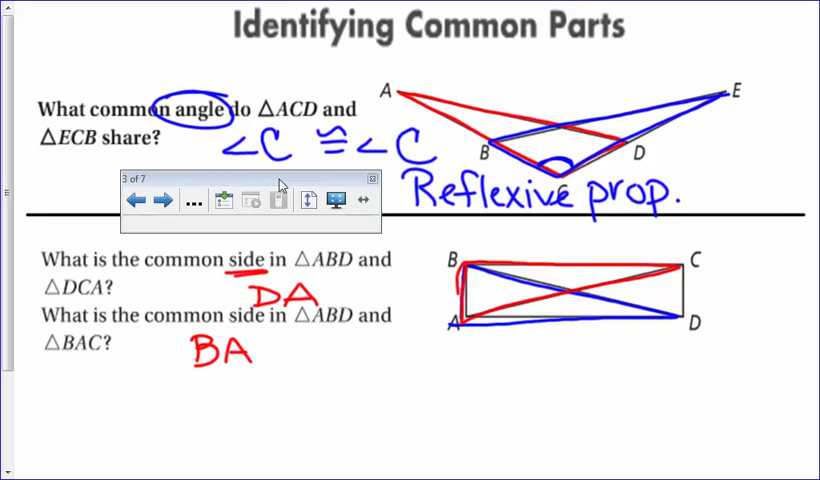 Identifying Common Parts
What common angle do △ACD and
△ECB share?
∠C ≅ ∠C
Reflexive prop.
A
E
B
D
C
3 of 7
...
What is the common side in △ABD and
△DCA?
DA
What is the common side in △ABD and
△BAC?
BA
B
C
A
D